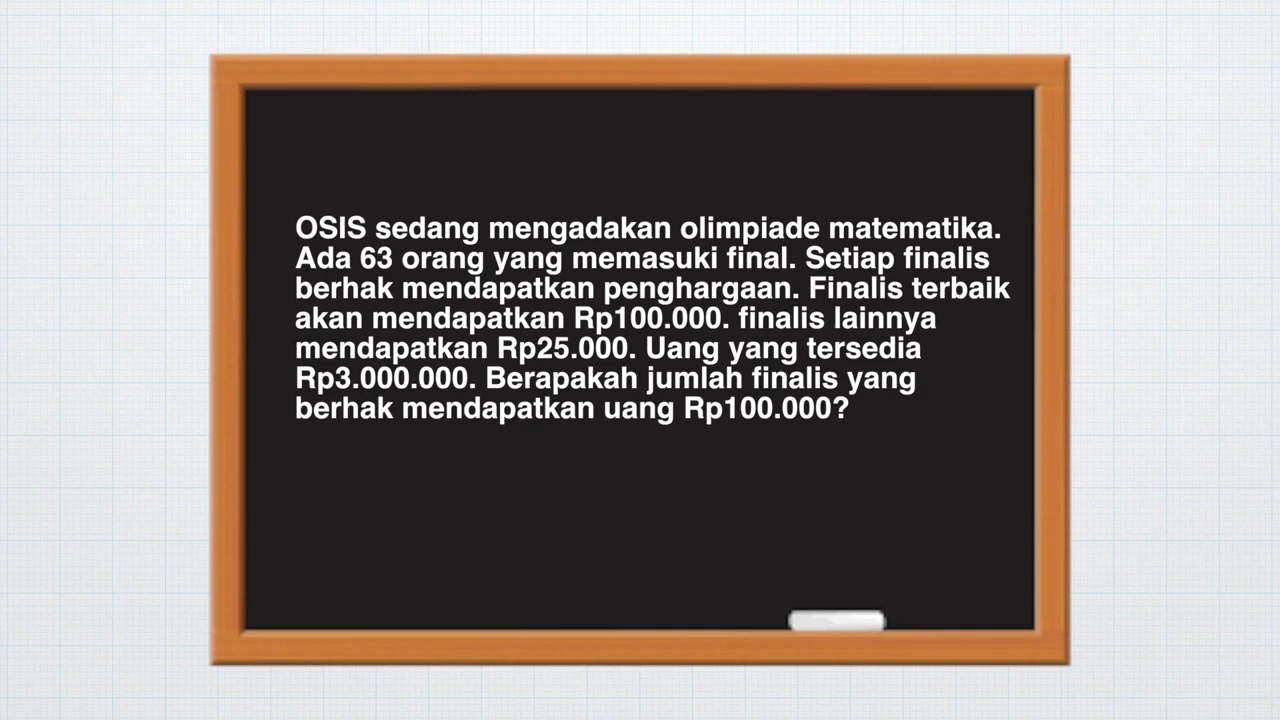 OSIS sedang mengadakan olimpiade matematika.
Ada 63 orang yang memasuki final. Setiap finalis
berhak mendapatkan penghargaan. Finalis terbaik
akan mendapatkan Rp100.000. finalis lainnya
mendapatkan Rp25.000. Uang yang tersedia
Rp3.000.000. Berapakah jumlah finalis yang
berhak mendapatkan uang Rp100.000?